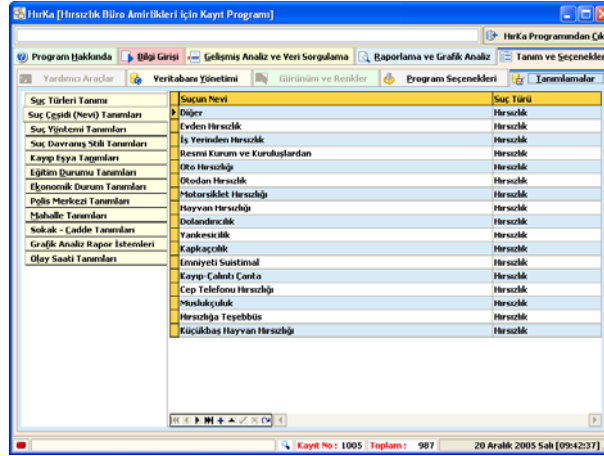 HırKa [Hırsızlık Büro Amirlikleri için Kayıt Programı]
HırKa Programından Çık
Program Hakkında Bilgi Girişi Gelişmiş Analiz ve Veri Sorgulama Raporlama ve Grafik Analiz Tanım ve Seçenekler
Yardımcı Araçlar Veritabanı Yönetimi Görünüm ve Renkler Program Seçenekleri Tanımlamalar
Suç Türleri Tanımı
Suç Çeşidi (Nevi) Tanımları
Suç Yöntemi Tanımları
Suç Davranış Stili Tanımları
Kayıp Eşya Tanımları
Eğitim Durumu Tanımları
Ekonomik Durum Tanımları
Polis Merkezi Tanımları
Mahalle Tanımları
Sokak - Cadde Tanımları
Grafik Analiz Rapor İstemleri
Olay Saati Tanımları
Suçun Nevi Suç Türü
Diğer Hırsızlık
Evden Hırsızlık Hırsızlık
İş Yerinden Hırsızlık Hırsızlık
Resmi Kurum ve Kuruluşlardan Hırsızlık
Oto Hırsızlığı Hırsızlık
Otodan Hırsızlık Hırsızlık
Motorsiklet Hırsızlığı Hırsızlık
Hayvan Hırsızlığı Hırsızlık
Dolandırıcılık Hırsızlık
Yankesicilik Hırsızlık
Kapkaççılık Hırsızlık
Emniyeti Suistimal Hırsızlık
Kayıp-Çalıntı Çanta Hırsızlık
Cep Telefonu Hırsızlığı Hırsızlık
Muslukçuluk Hırsızlık
Hırsızlığa Teşebbüs Hırsızlık
Küçükbaş Hayvan Hırsızlığı Hırsızlık
Kayıt No : 1005 Toplam : 987 20 Aralık 2005 Salı [09:42:37]